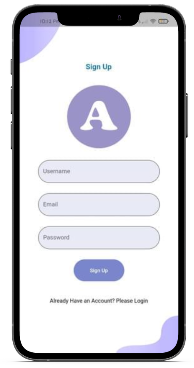 Sign Up
A
Username
Email
Password
Sign Up
Already Have an Account? Please Login